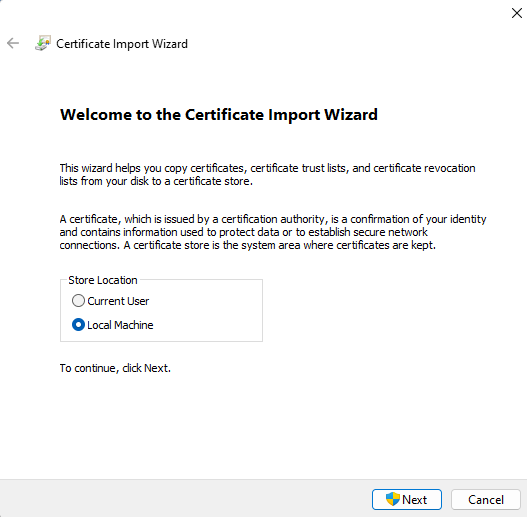 Certificate Import Wizard
Welcome to the Certificate Import Wizard
This wizard helps you copy certificates, certificate trust lists, and certificate revocation
lists from your disk to a certificate store.
A certificate, which is issued by a certification authority, is a confirmation of your identity
and contains information used to protect data or to establish secure network
connections. A certificate store is the system area where certificates are kept.
Store Location
Current User
Local Machine
To continue, click Next.
Next
Cancel